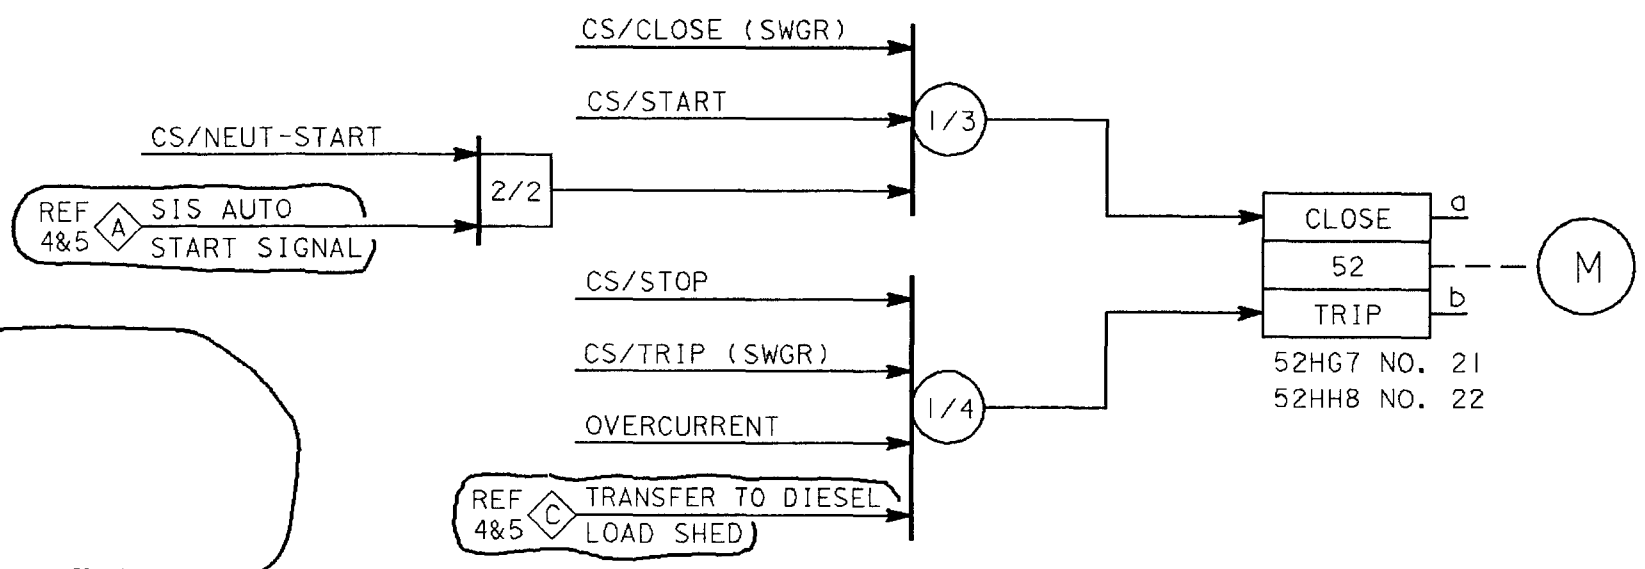 CS/CLOSE (SWGR)
CS/START
1/3
CS/NEUT-START
2/2
REF
4&5
A
SIS AUTO
START SIGNAL
CLOSE
a
52
M
TRIP
b
52HG7 NO. 21
52HH8 NO. 22
CS/STOP
CS/TRIP (SWGR)
1/4
OVERCURRENT
REF
4&5
C
TRANSFER TO DIESEL
LOAD SHED